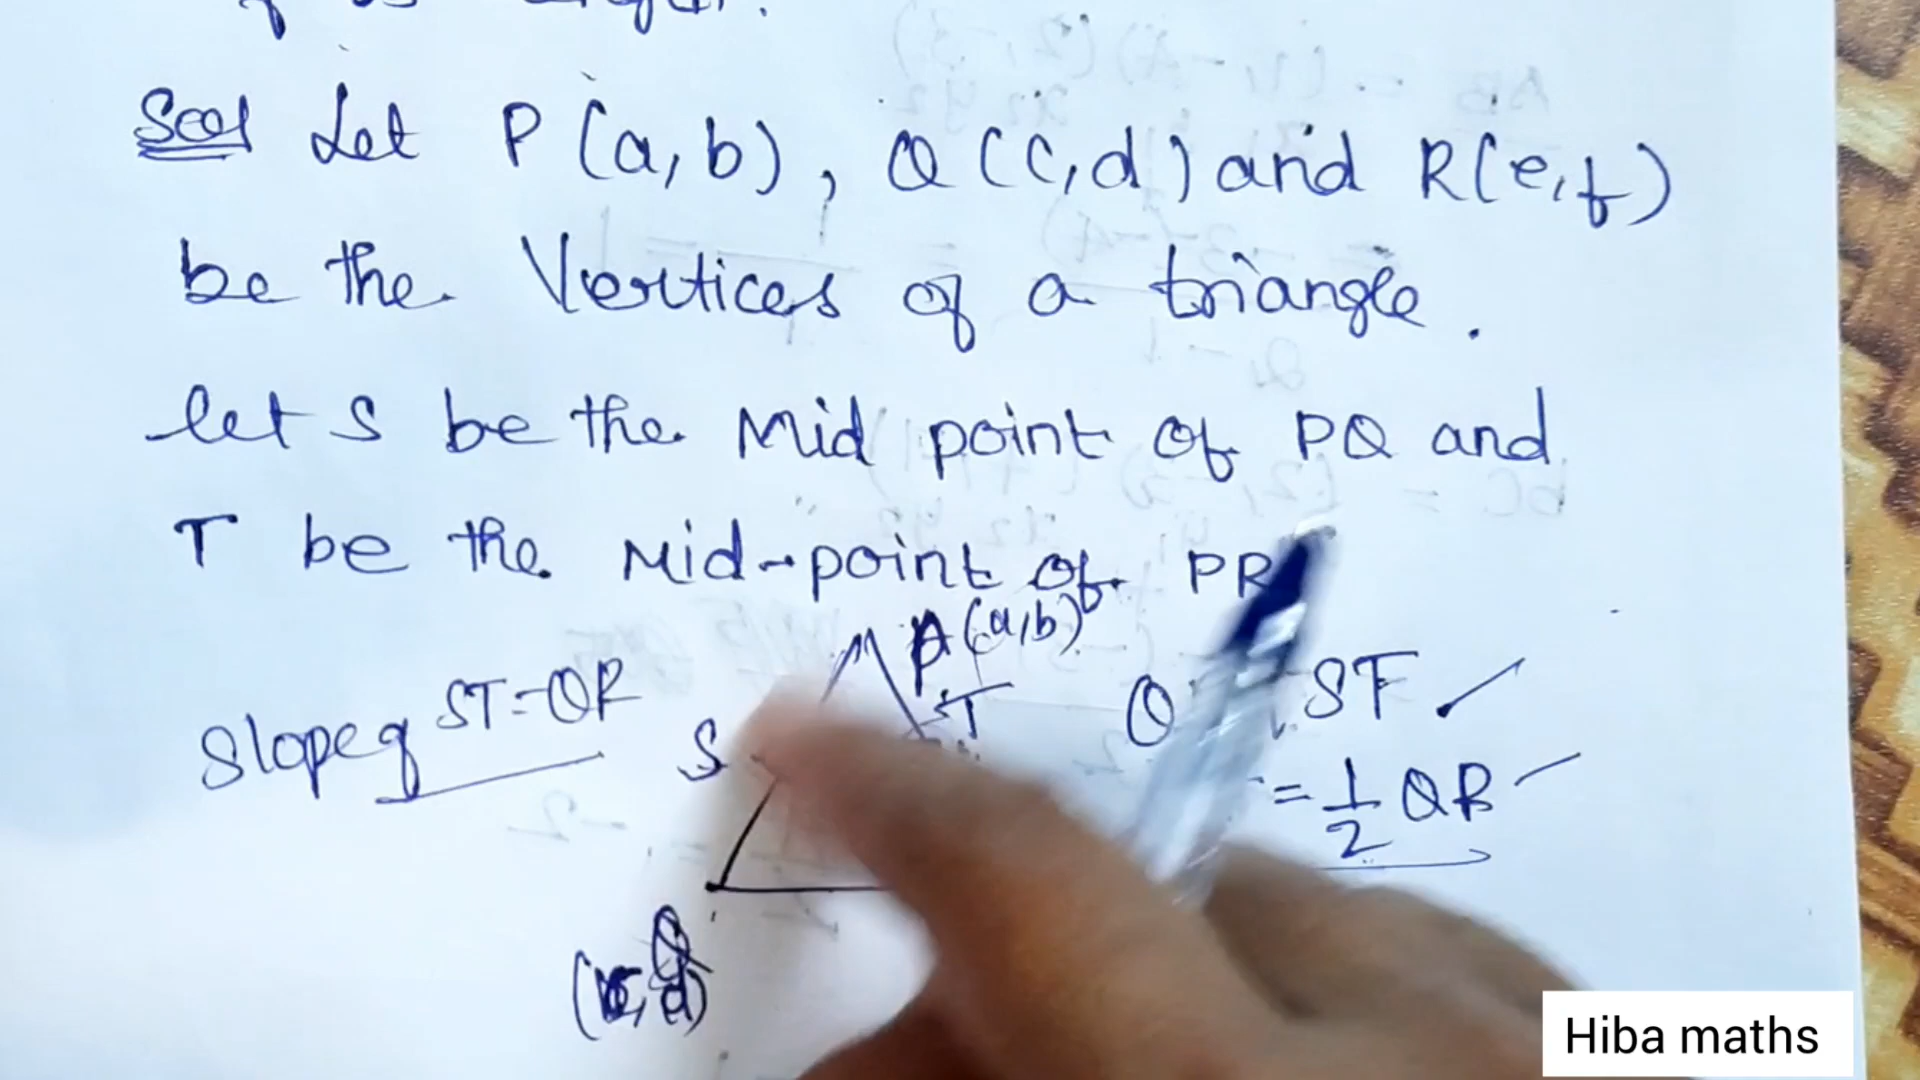 Sol Let P(a,b), Q(c,d) and R(e,f)
be the Vertices of a triangle.
let S be the Mid point of PQ and
T be the Mid-point of PR
P(a,b)
Slope of ST=QR
S
T
Q
ST ✓
= 1/2 QR
Q
(c,d)
Hiba maths